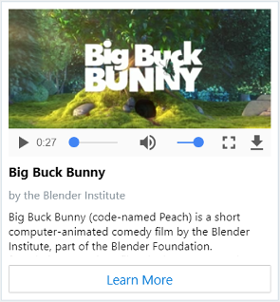 Big Buck
BUNNY
0:27
Big Buck Bunny
by the Blender Institute
Big Buck Bunny (code-named Peach) is a short
computer-animated comedy film by the Blender
Institute, part of the Blender Foundation.
Learn More